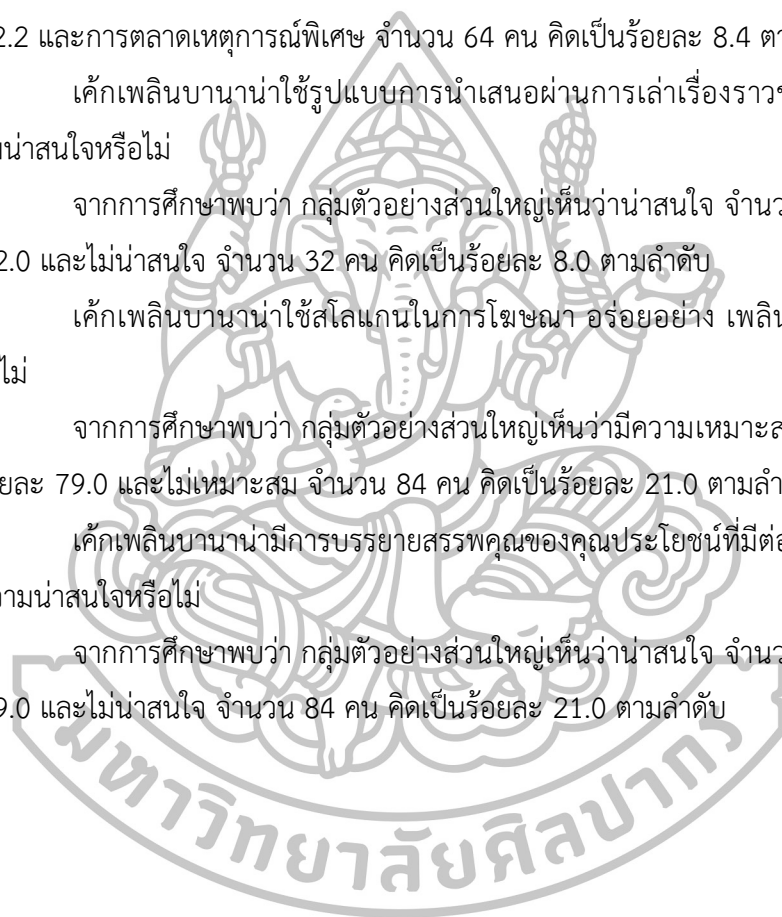 2.2 และการตลาดเหตุการณ์พิเศษ จำนวน 64 คน คิดเป็นร้อยละ 8.4
เค้กเพลินบานาน่าใช้รูปแบบการนำเสนอผ่านการเล่าเรื่องราว
น่าสนใจหรือไม่
จากการศึกษาพบว่า กลุ่มตัวอย่างส่วนใหญ่เห็นว่าน่าสนใจ
2.0 และไม่น่าสนใจ จำนวน 32 คน คิดเป็นร้อยละ 8.0 ตามลำดับ
เค้กเพลินบานาน่าใช้สโลแกนในการโฆษณา อร่อยอย่าง เพลิน
ไม่
จากการศึกษาพบว่า กลุ่มตัวอย่างส่วนใหญ่เห็นว่ามีความเหมาะส
ยละ 79.0 และไม่เหมาะสม จำนวน 84 คน คิดเป็นร้อยละ 21.0
เค้กเพลินบานาน่ามีการบรรยายสรรพคุณของคุณประโยชน์ที่มีต่อ
ามน่าสนใจหรือไม่
จากการศึกษาพบว่า กลุ่มตัวอย่างส่วนใหญ่เห็นว่าน่าสนใจ
9.0 และไม่น่าสนใจ จำนวน 84 คน คิดเป็นร้อยละ 21.0 ตามลำดับ
มหาวิทยาลัยศิลปากร